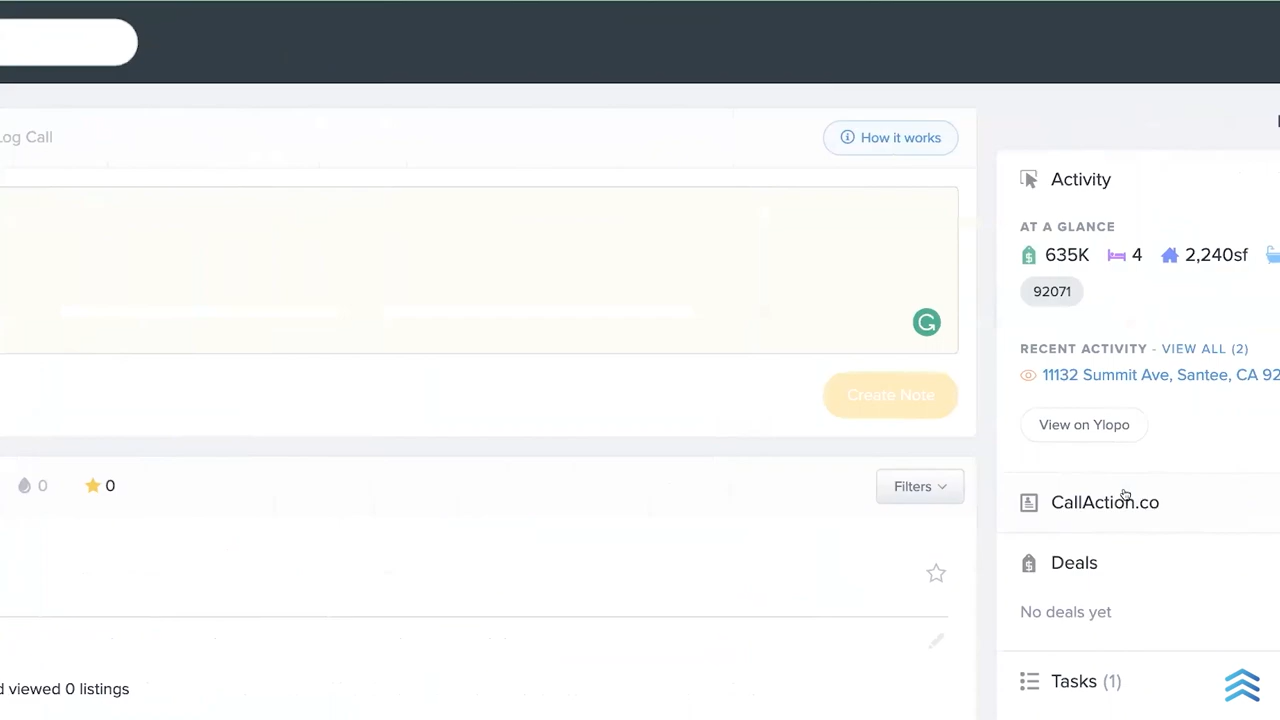 Log Call
How it works
Create Note
0
0
Filters
d viewed 0 listings
Activity
AT A GLANCE
635K
4
2,240sf
92071
RECENT ACTIVITY - VIEW ALL (2)
11132 Summit Ave, Santee, CA 92
View on Ylopo
CallAction.co
Deals
No deals yet
Tasks (1)